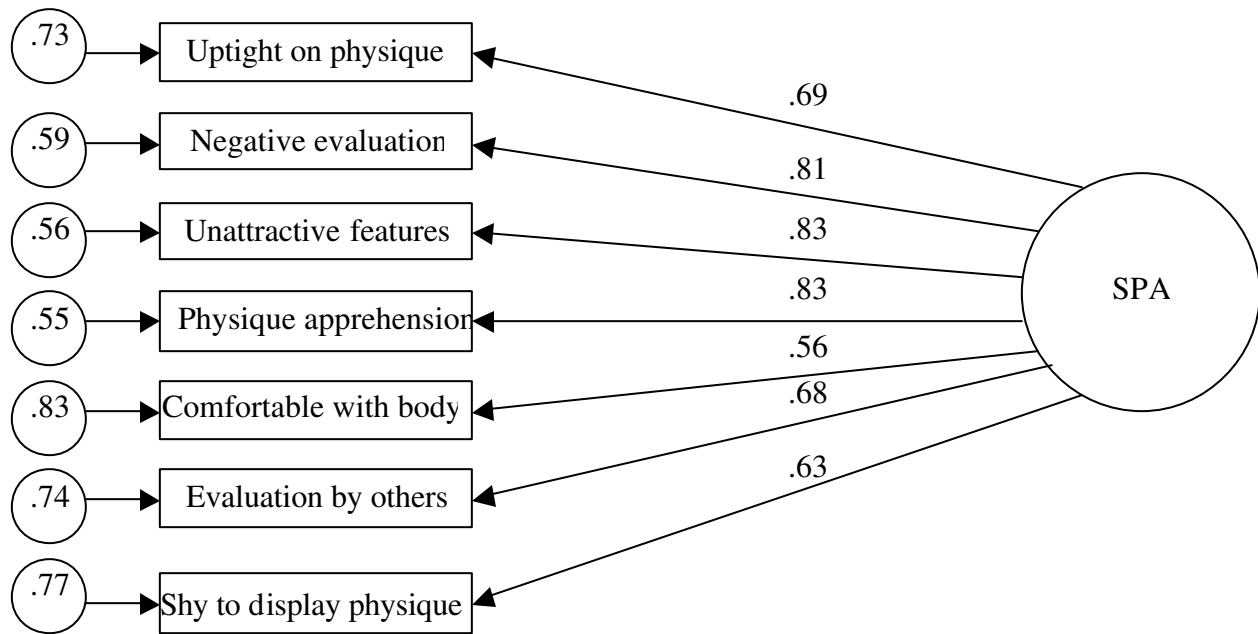 .73
Uptight on physique
.69
.59
Negative evaluation
.81
.56
Unattractive features
.83
.55
Physique apprehension
.83
SPA
.83
Comfortable with body
.56
.74
Evaluation by others
.68
.77
Shy to display physique
.63